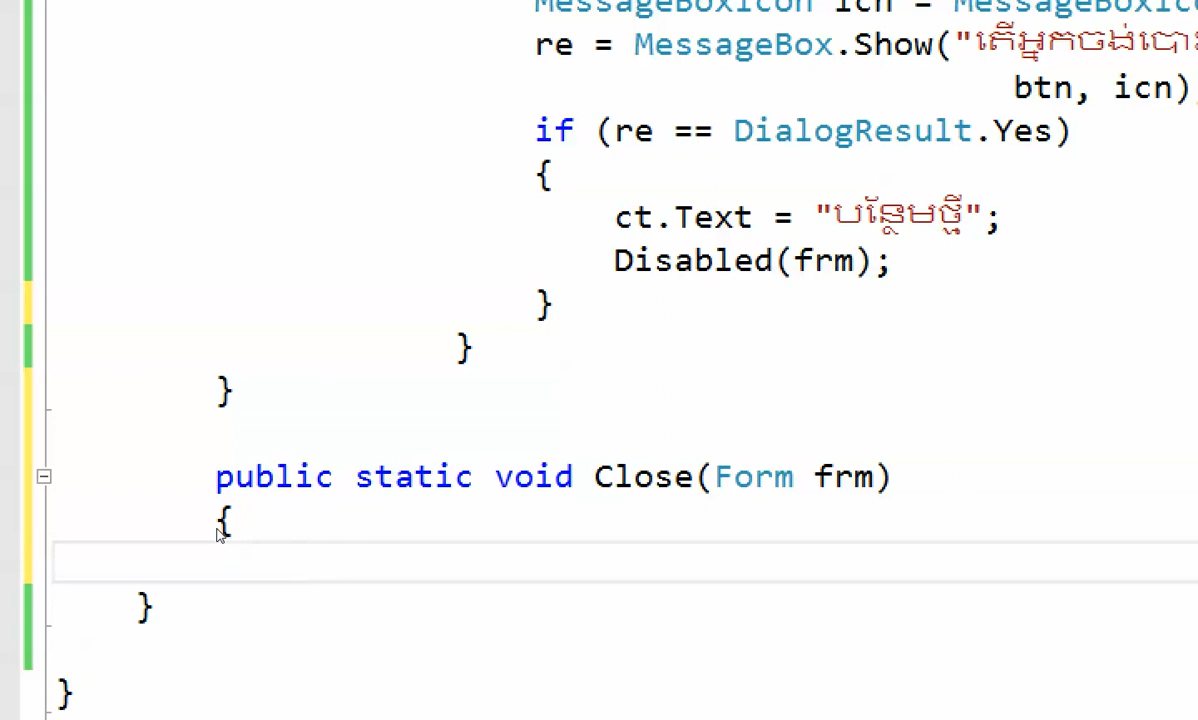 re = MessageBox.Show("តើអ្នកចង់
btn, icn)
if (re == DialogResult.Yes)
{
ct.Text = "បន្ថែមថ្មី";
Disabled(frm);
}
}
}
public static void Close(Form frm)
{
}
}